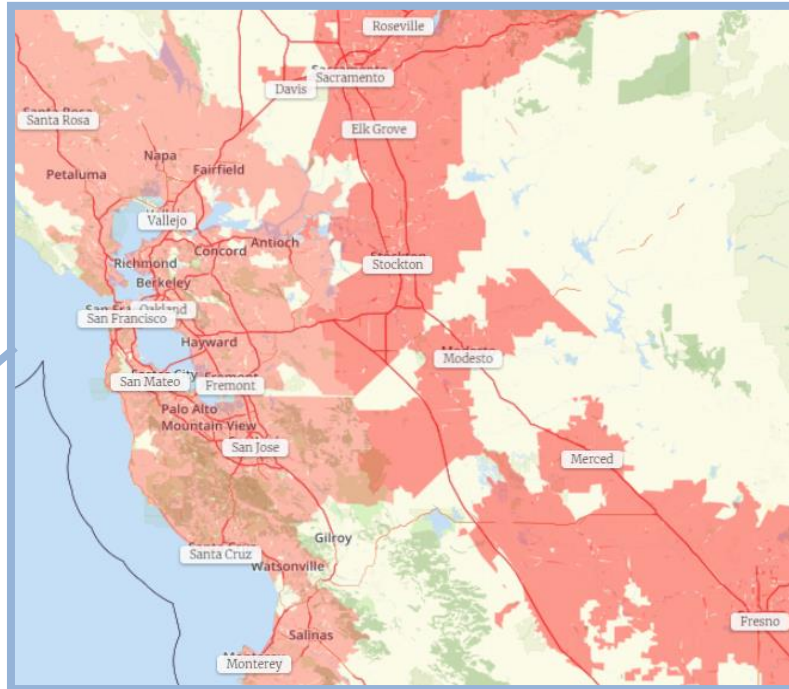 Roseville
Sacramento
Davis
Elk Grove
Santa Rosa
Napa
Fairfield
Petaluma
Vallejo
Concord
Antioch
Richmond
Berkeley
Stockton
Oakland
San Francisco
Hayward
Modesto
San Mateo
Fremont
Palo Alto
Mountain View
San Jose
Merced
Gilroy
Santa Cruz
Watsonville
Fresno
Salinas
Monterey